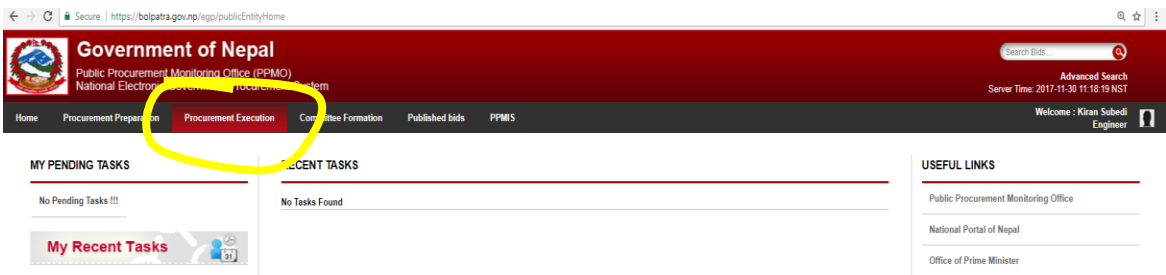 Secure | https://bolpatra.gov.np/egp/publicEntityHome
Government of Nepal
Public Procurement Monitoring Office (PPMO)
National Electronic Government Procurement System
Search Bids....
Advanced Search
Server Time: 2017-11-30 11:18:19 NST
Home Procurement Preparation Procurement Execution Committee Formation Published bids PPMIS
Welcome : Kiran Subedi
Engineer
MY PENDING TASKS
No Pending Tasks !!!
My Recent Tasks
31
RECENT TASKS
No Tasks Found
USEFUL LINKS
Public Procurement Monitoring Office
National Portal of Nepal
Office of Prime Minister